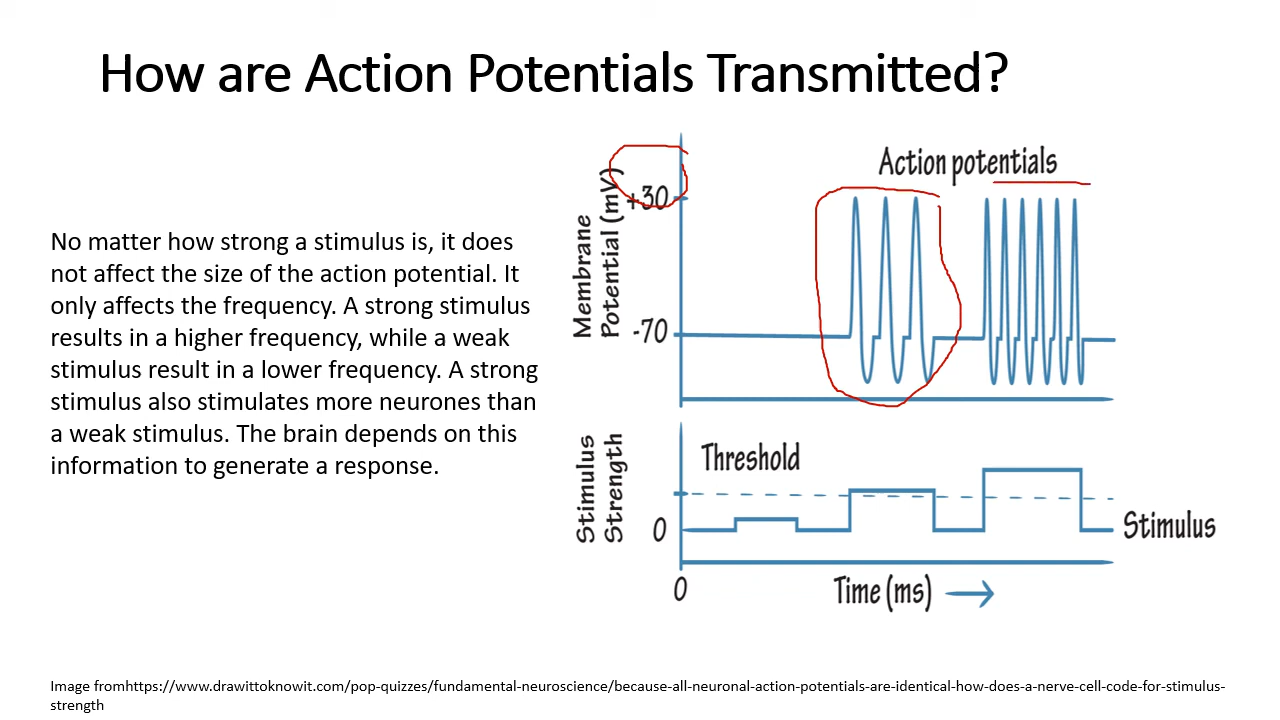 How are Action Potentials Transmitted?
No matter how strong a stimulus is, it does
not affect the size of the action potential. It
only affects the frequency. A strong stimulus
results in a higher frequency, while a weak
stimulus result in a lower frequency. A strong
stimulus also stimulates more neurones than
a weak stimulus. The brain depends on this
information to generate a response.
Membrane
Potential (mV)
+30
-70
Action potentials
Stimulus
Strength
Threshold
0
Stimulus
0
Time (ms)
Image fromhttps://www.drawittoknowit.com/pop-quizzes/fundamental-neuroscience/because-all-neuronal-action-potentials-are-identical-how-does-a-nerve-cell-code-for-stimulus-
strength